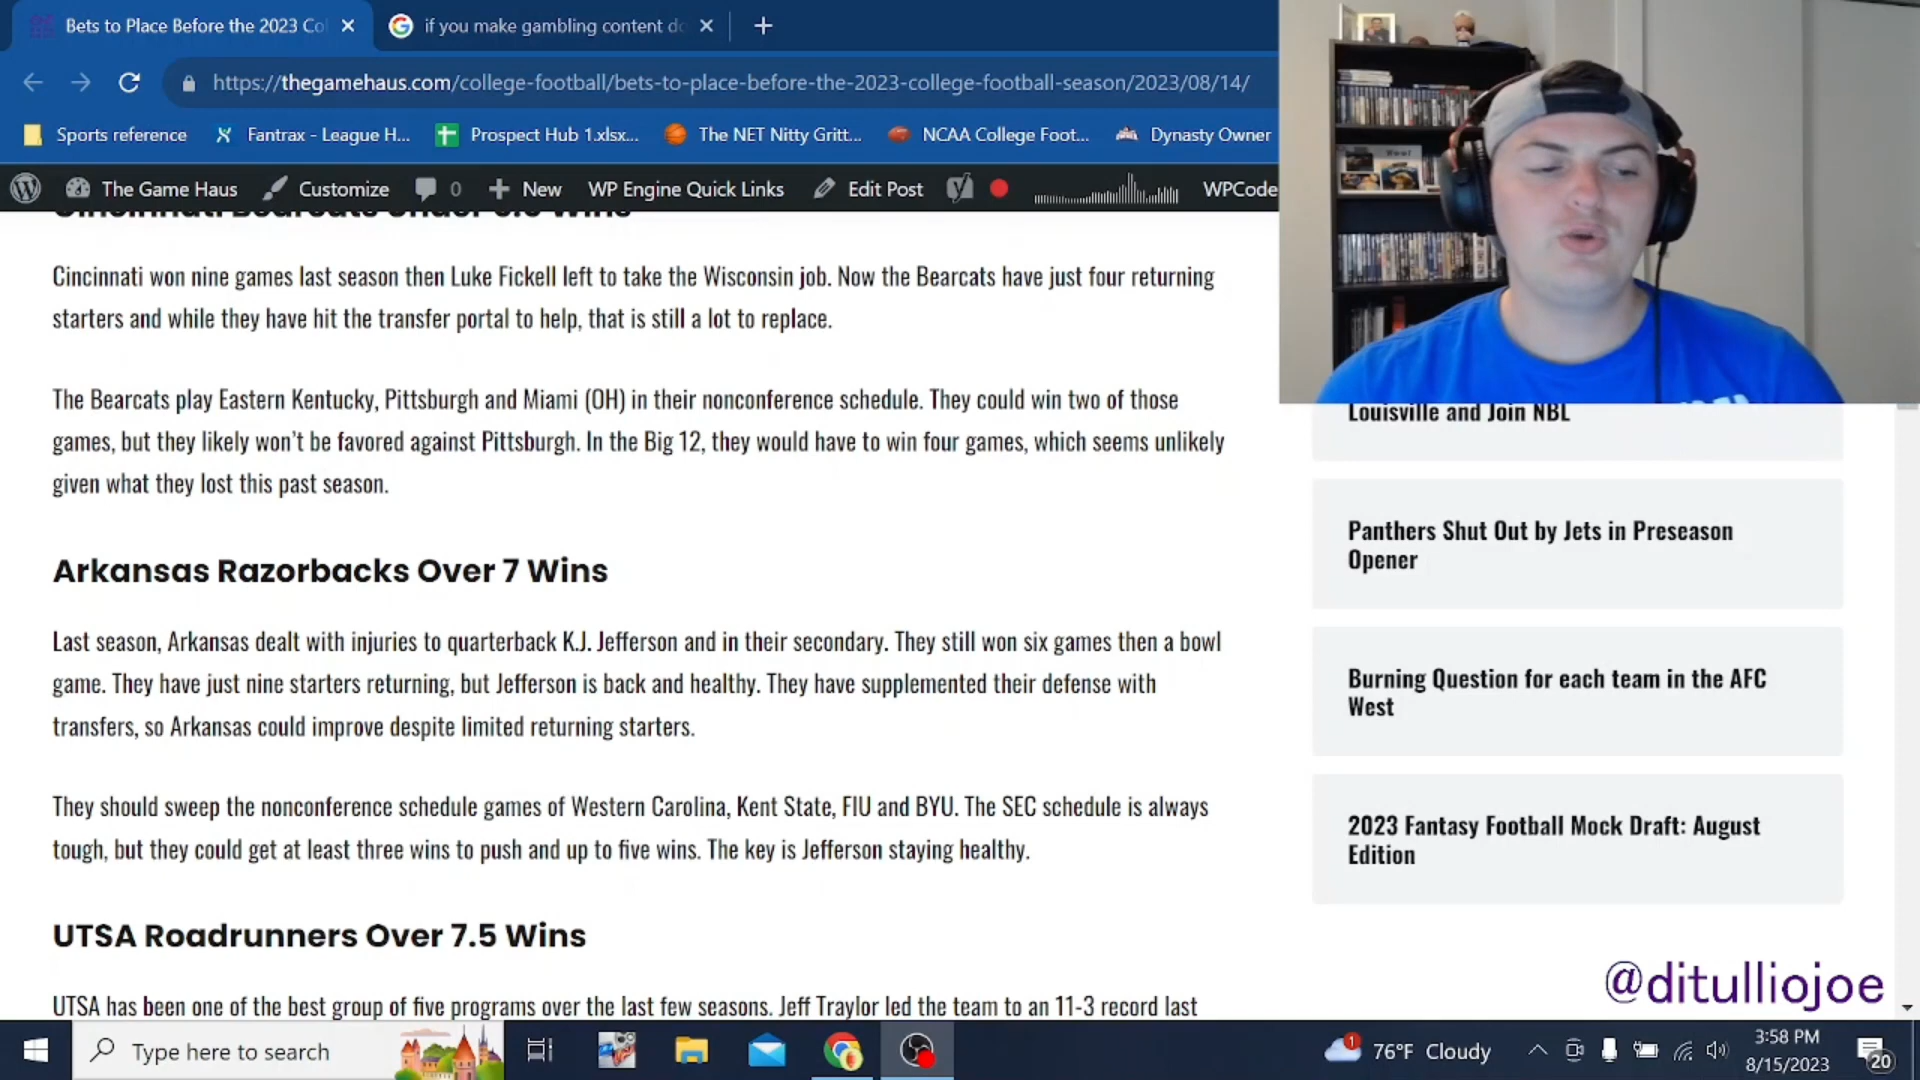 Bets to Place Before the 2023 Co
if you make gambling content do
https://thegamehaus.com/college-football/bets-to-place-before-the-2023-college-football-season/2023/08/14/
Sports reference
Fantrax - League H...
Prospect Hub 1.xlsx...
The NET Nitty Gritt...
NCAA College Foot...
Dynasty Owner
The Game Haus
Customize
0
New
WP Engine Quick Links
Edit Post
WPCode
Cincinnati Bearcats Under 5.5 Wins
Cincinnati won nine games last season then Luke Fickell left to take the Wisconsin job. Now the Bearcats have just four returning
starters and while they have hit the transfer portal to help, that is still a lot to replace.
The Bearcats play Eastern Kentucky, Pittsburgh and Miami (OH) in their nonconference schedule. They could win two of those
games, but they likely won't be favored against Pittsburgh. In the Big 12, they would have to win four games, which seems unlikely
given what they lost this past season.
Arkansas Razorbacks Over 7 Wins
Last season, Arkansas dealt with injuries to quarterback K.J. Jefferson and in their secondary. They still won six games then a bowl
game. They have just nine starters returning, but Jefferson is back and healthy. They have supplemented their defense with
transfers, so Arkansas could improve despite limited returning starters.
They should sweep the nonconference schedule games of Western Carolina, Kent State, FIU and BYU. The SEC schedule is always
tough, but they could get at least three wins to push and up to five wins. The key is Jefferson staying healthy.
UTSA Roadrunners Over 7.5 Wins
UTSA has been one of the best group of five programs over the last few seasons. Jeff Traylor led the team to an 11-3 record last
Louisville and Join NBL
Panthers Shut Out by Jets in Preseason
Opener
Burning Question for each team in the AFC
West
2023 Fantasy Football Mock Draft: August
Edition
@ditulliojoe
Type here to search
1
76°F Cloudy
3:58 PM
8/15/2023
20